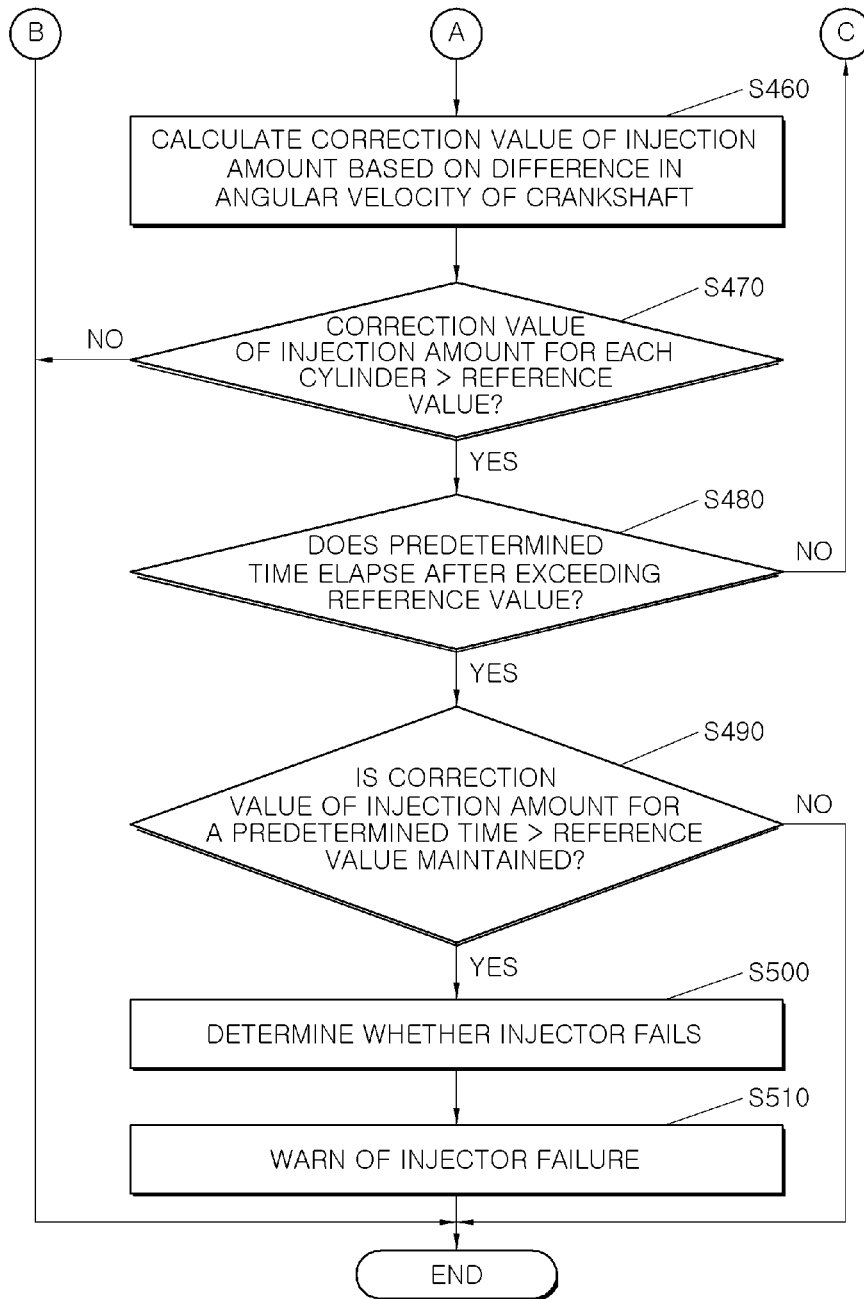 B
A
C
S460
CALCULATE CORRECTION VALUE OF INJECTION
AMOUNT BASED ON DIFFERENCE IN
ANGULAR VELOCITY OF CRANKSHAFT
S470
CORRECTION VALUE
OF INJECTION AMOUNT FOR EACH
CYLINDER > REFERENCE
VALUE?
NO
YES
S480
DOES PREDETERMINED
TIME ELAPSE AFTER EXCEEDING
REFERENCE VALUE?
NO
YES
S490
IS CORRECTION
VALUE OF INJECTION AMOUNT FOR
A PREDETERMINED TIME > REFERENCE
VALUE MAINTAINED?
NO
YES
S500
DETERMINE WHETHER INJECTOR FAILS
S510
WARN OF INJECTOR FAILURE
END